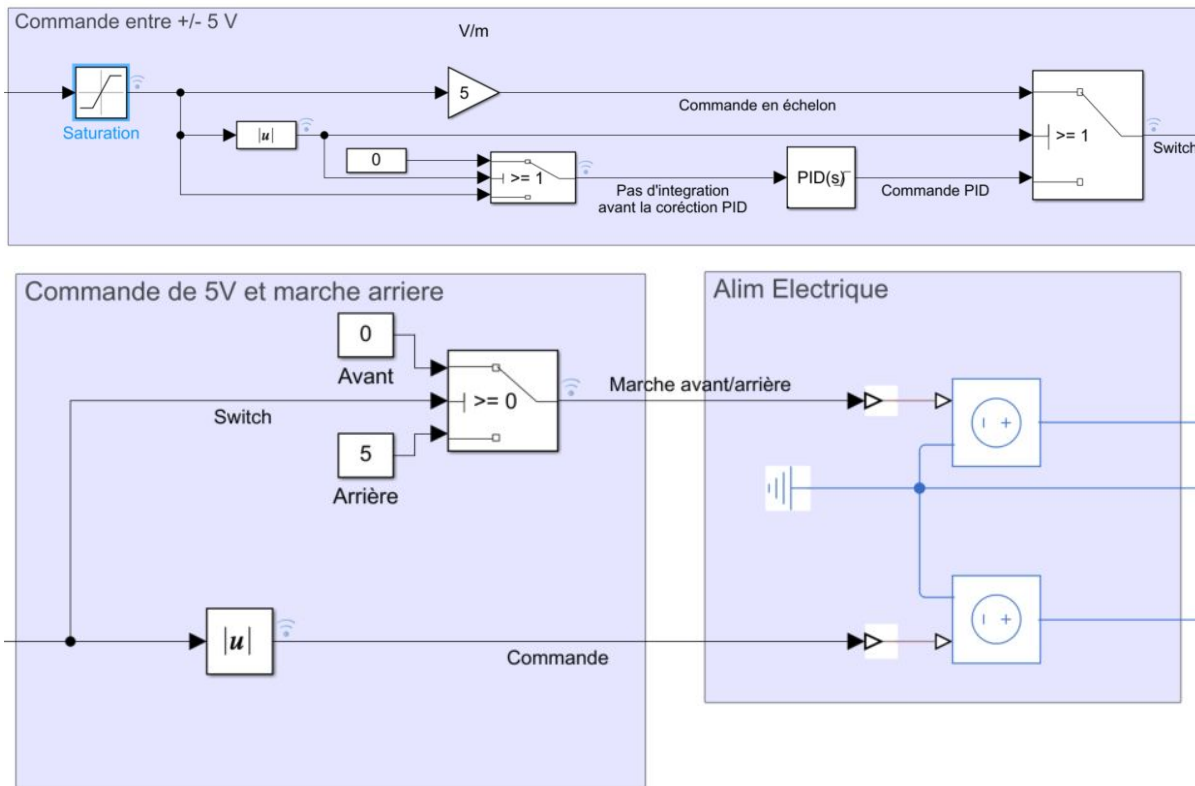 Commande entre +/- 5 V
V/m
5
Commande en échelon
Saturation
|u|
>= 1
0
>= 1
Switch
PID(s)
Pas d'integration
avant la coréction PID
Commande PID
Commande de 5V et marche arriere
Alim Electrique
0
Avant
Marche avant/arrière
>= 0
Switch
5
Arrière
|u|
Commande